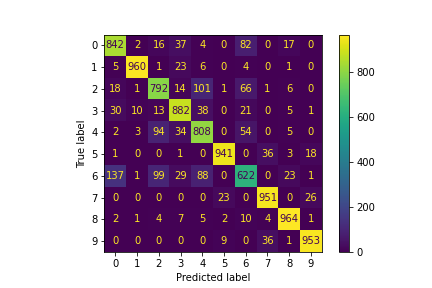 0 842 2 16 37 4 0 82 0 17 0
1 5 960 1 23 6 0 4 0 1 0
2 18 1 792 14 101 1 66 1 6 0
3 30 10 13 882 38 0 21 0 5 1
4 2 3 94 34 808 0 54 0 5 0
5 1 0 0 1 0 941 0 36 3 18
6 137 1 99 29 88 0 622 0 23 1
7 0 0 0 0 0 23 0 951 0 26
8 2 1 4 7 5 2 10 4 964 1
9 0 0 0 0 0 9 0 36 1 953
0 1 2 3 4 5 6 7 8 9
Predicted label
True label
800
600
400
200
0